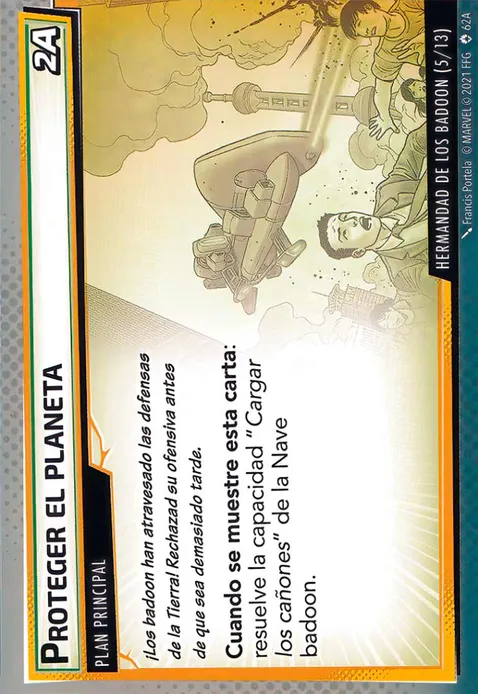 PROTEGER EL PLANETA 2A
PLAN PRINCIPAL
¡Los badoon han atravesado las defensas
de la Tierra! Rechazad su ofensiva antes
de que sea demasiado tarde.
Cuando se muestre esta carta:
resuelve la capacidad "Cargar
los cañones" de la Nave
badoon.
HERMANDAD DE LOS BADOON (5/13)
Francis Portela © MARVEL © 2021 FFG 62A